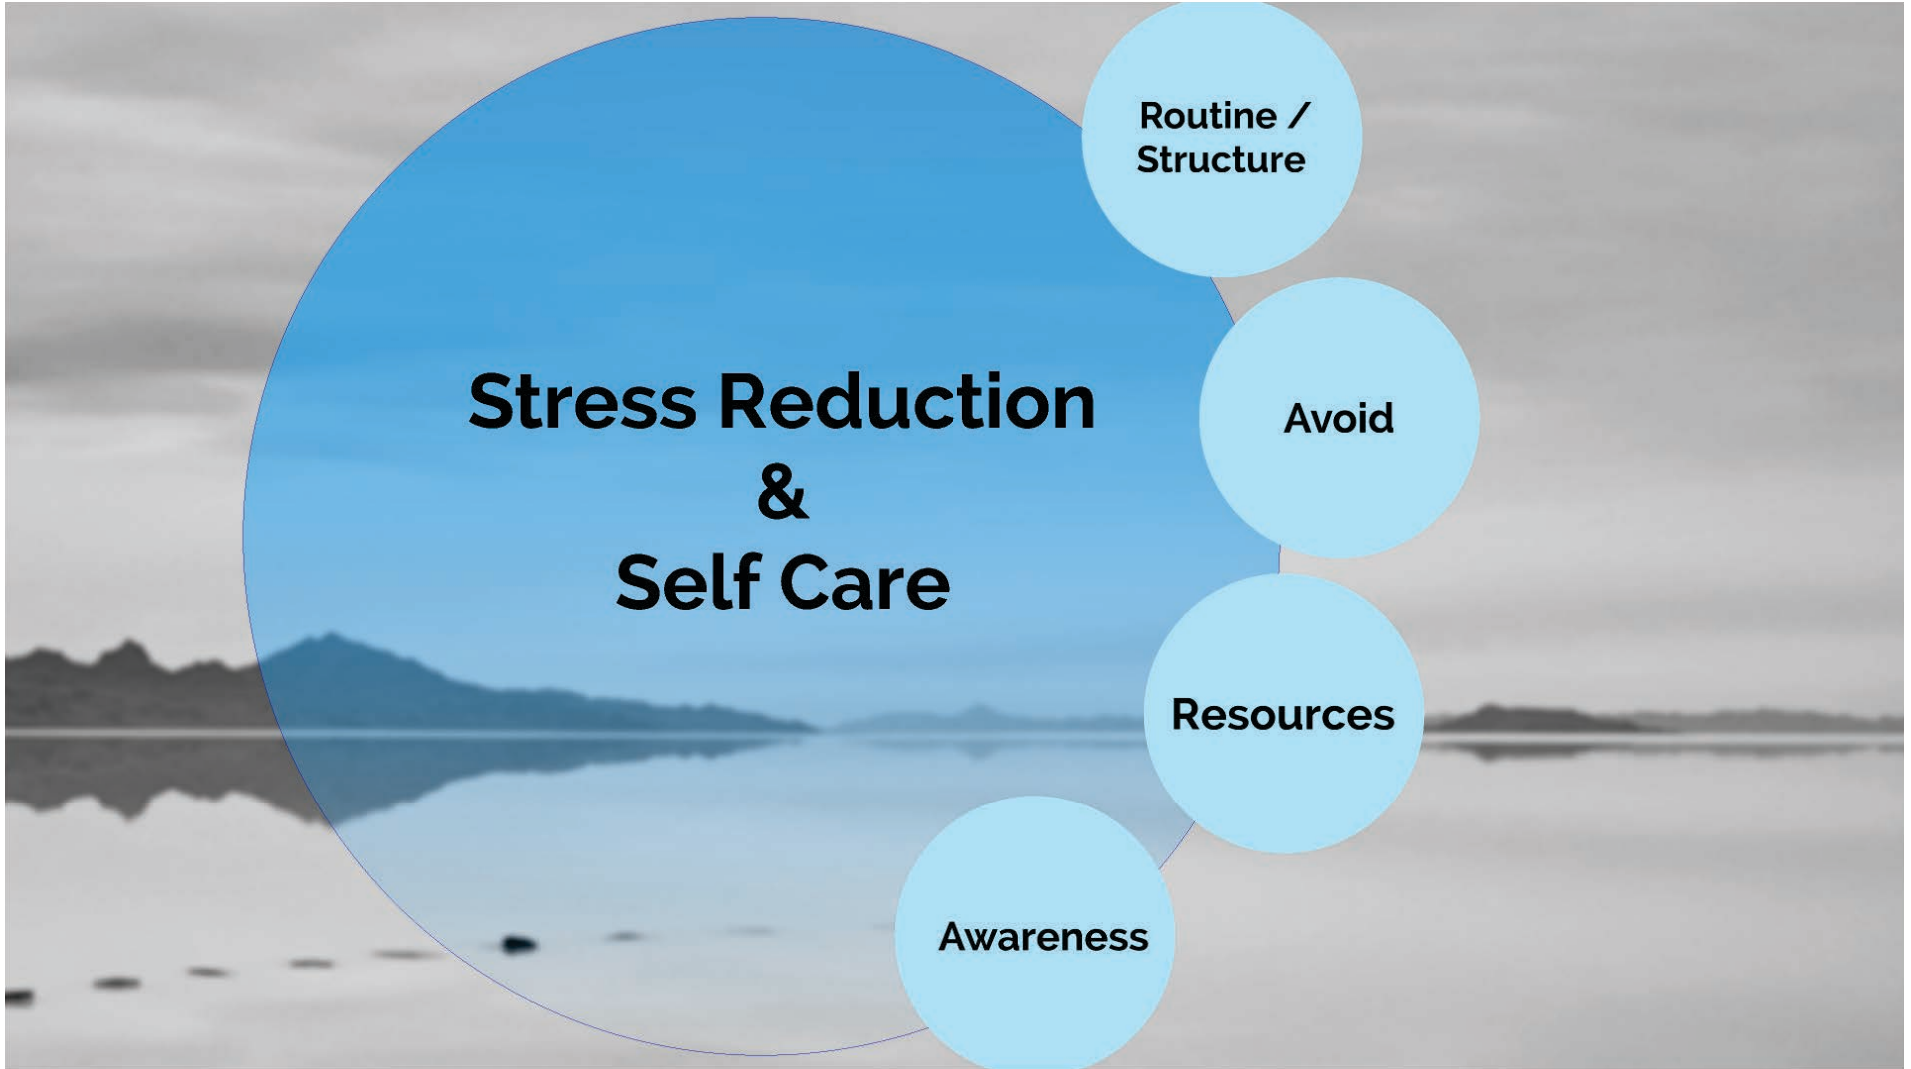 Stress Reduction
&
Self Care
Routine /
Structure
Avoid
Resources
Awareness